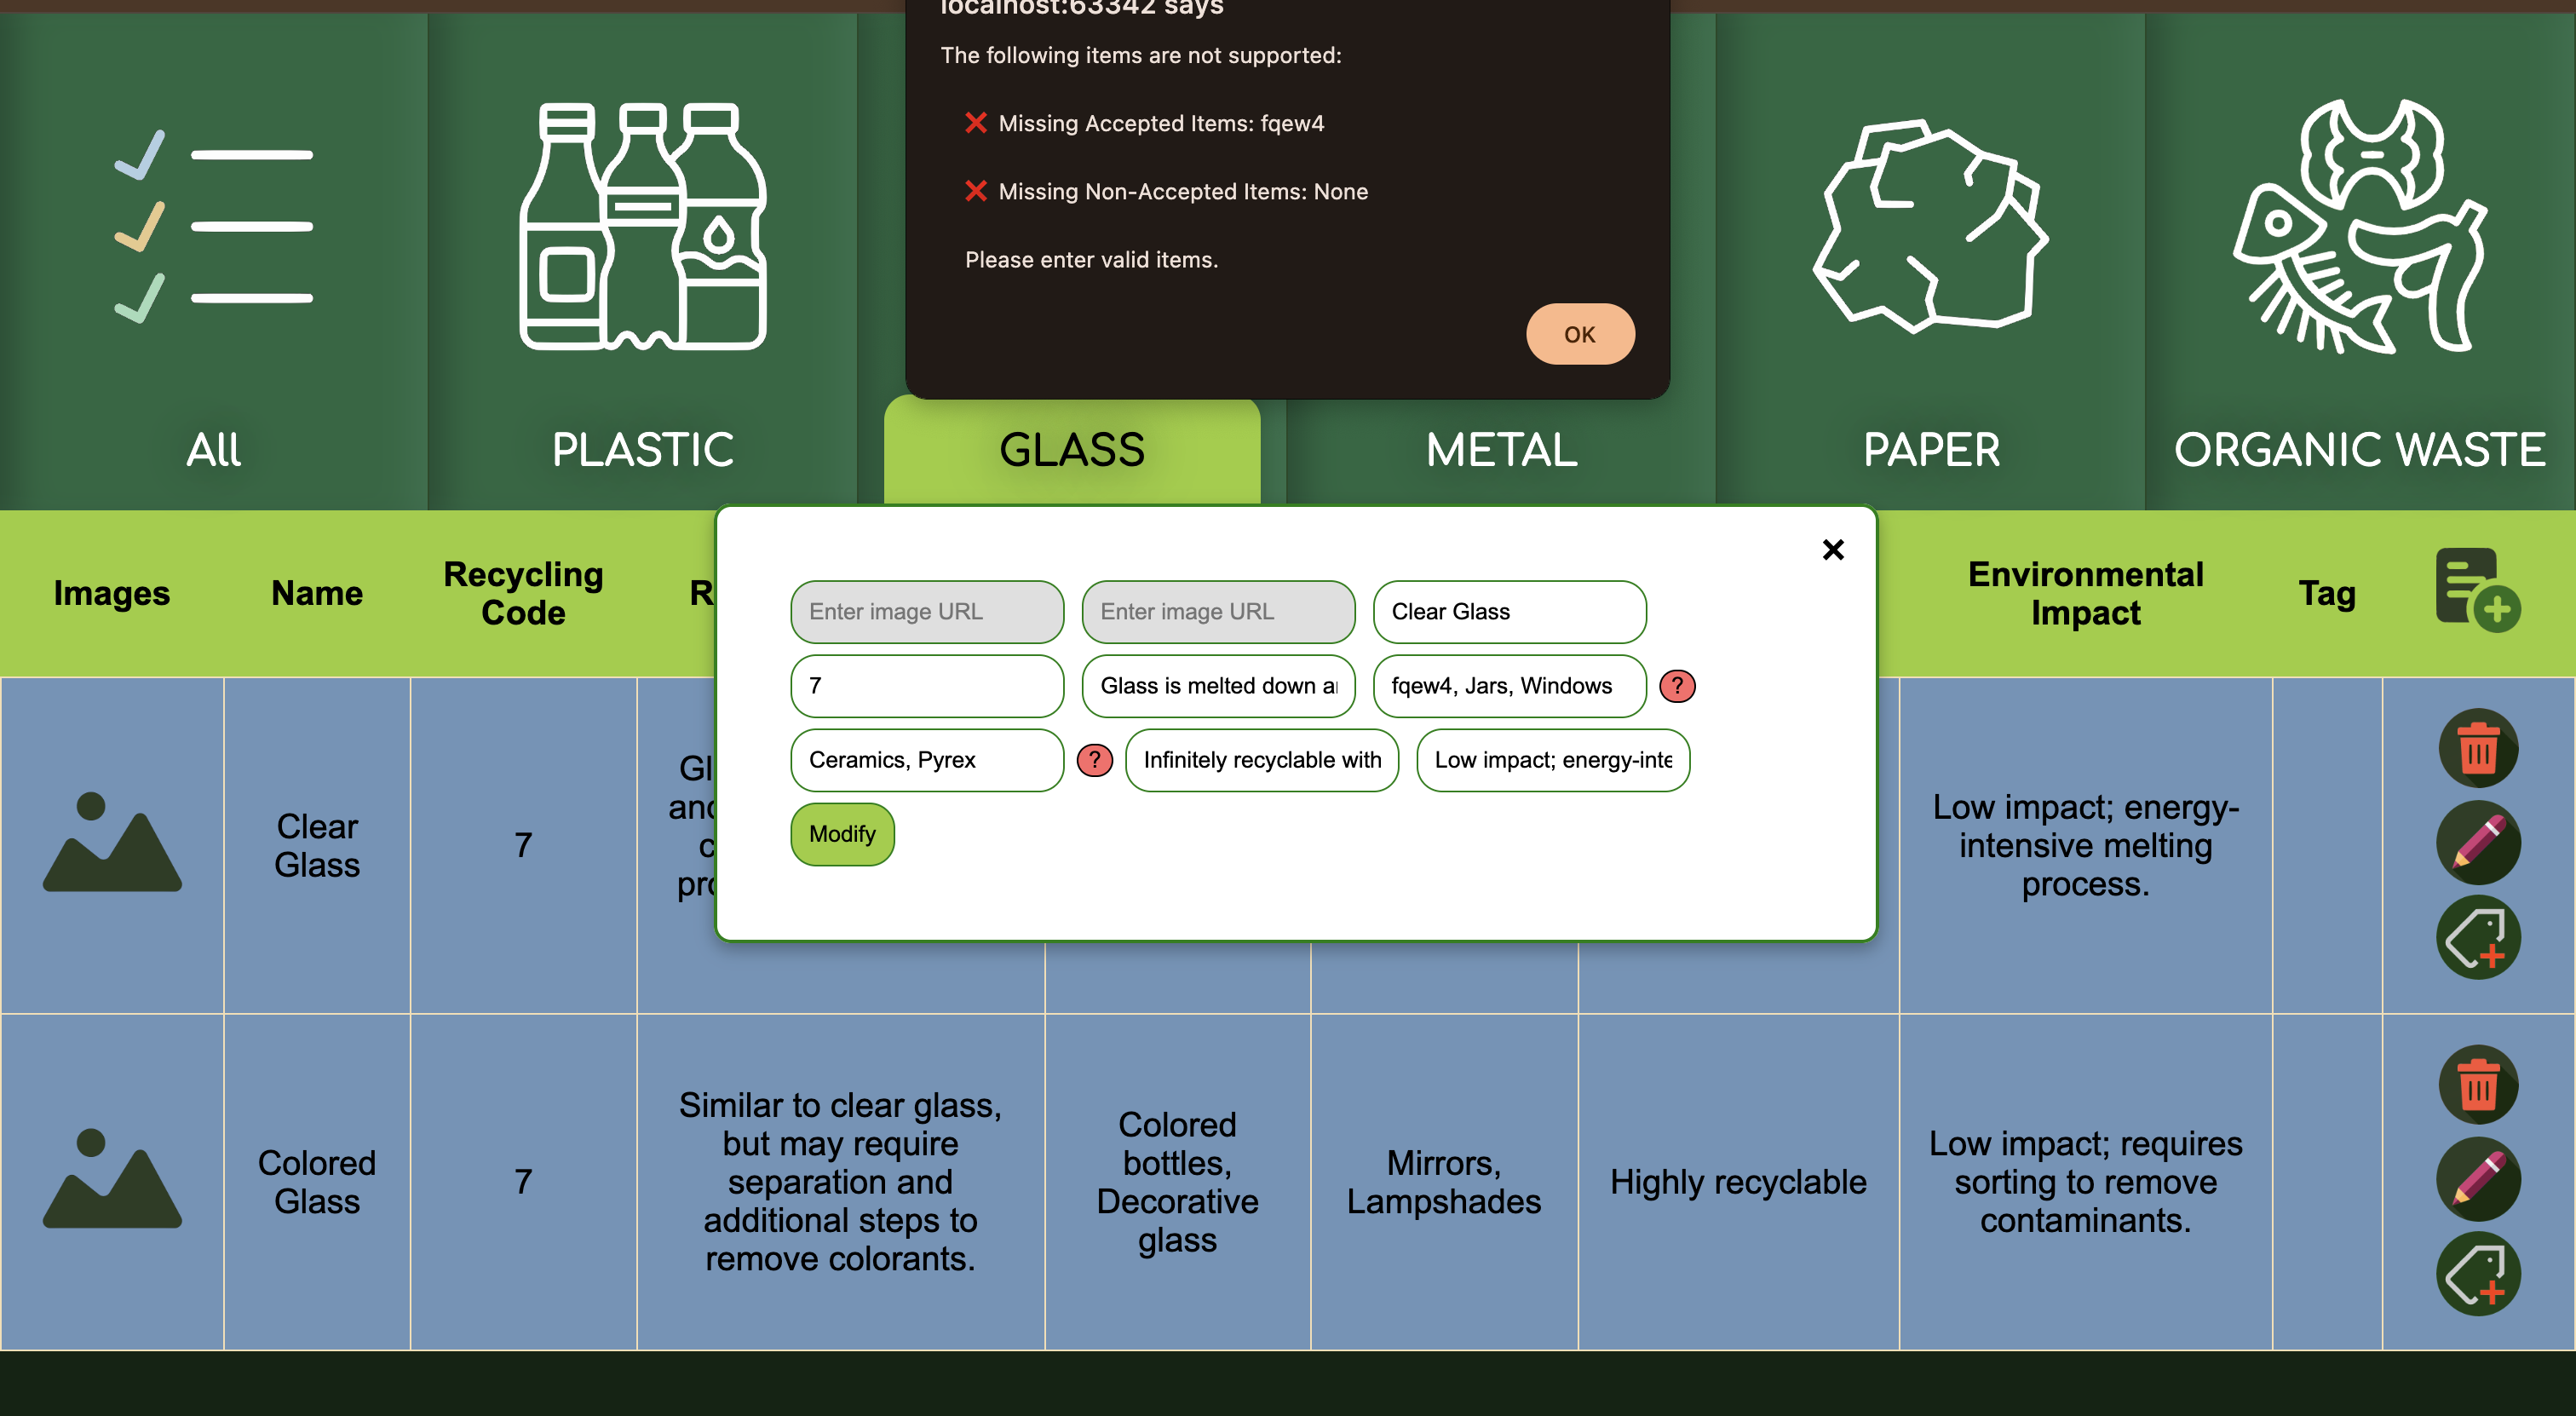 localhost:63342 says
The following items are not supported:
❌ Missing Accepted Items: fqew4
❌ Missing Non-Accepted Items: None
Please enter valid items.
OK
All
PLASTIC
GLASS
METAL
PAPER
ORGANIC WASTE
Images
Name
Recycling
Code
R
Environmental
Impact
Tag
×
Enter image URL
Enter image URL
Clear Glass
7
Glass is melted down a
fqew4, Jars, Windows
?
Ceramics, Pyrex
?
Infinitely recyclable with
Low impact; energy-inte
Modify
Clear
Glass
7
Gl
and
c
pro
Low impact; energy-
intensive melting
process.
Colored
Glass
7
Similar to clear glass,
but may require
separation and
additional steps to
remove colorants.
Colored
bottles,
Decorative
glass
Mirrors,
Lampshades
Highly recyclable
Low impact; requires
sorting to remove
contaminants.